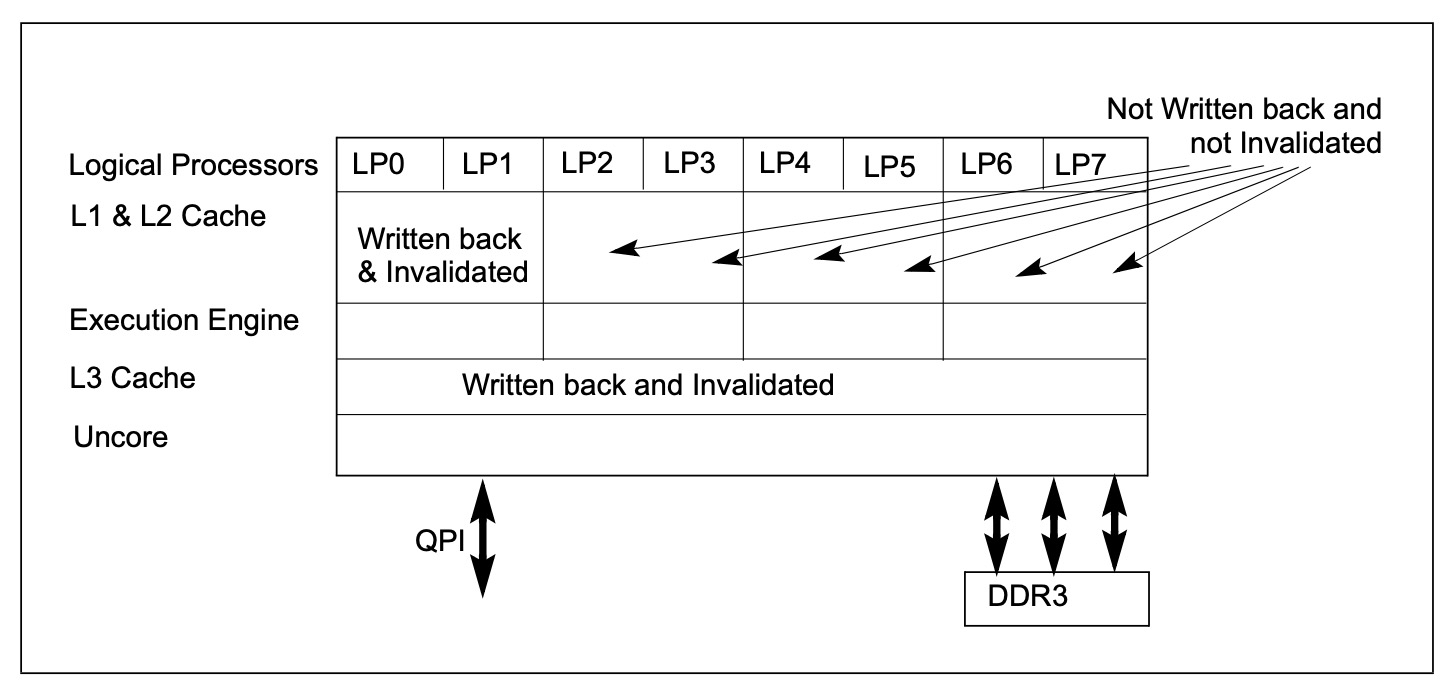 Not Written back and
not Invalidated
Logical Processors LP0 LP1 LP2 LP3 LP4 LP5 LP6 LP7
L1 & L2 Cache
Written back
& Invalidated
Execution Engine
L3 Cache Written back and Invalidated
Uncore
QPI
DDR3